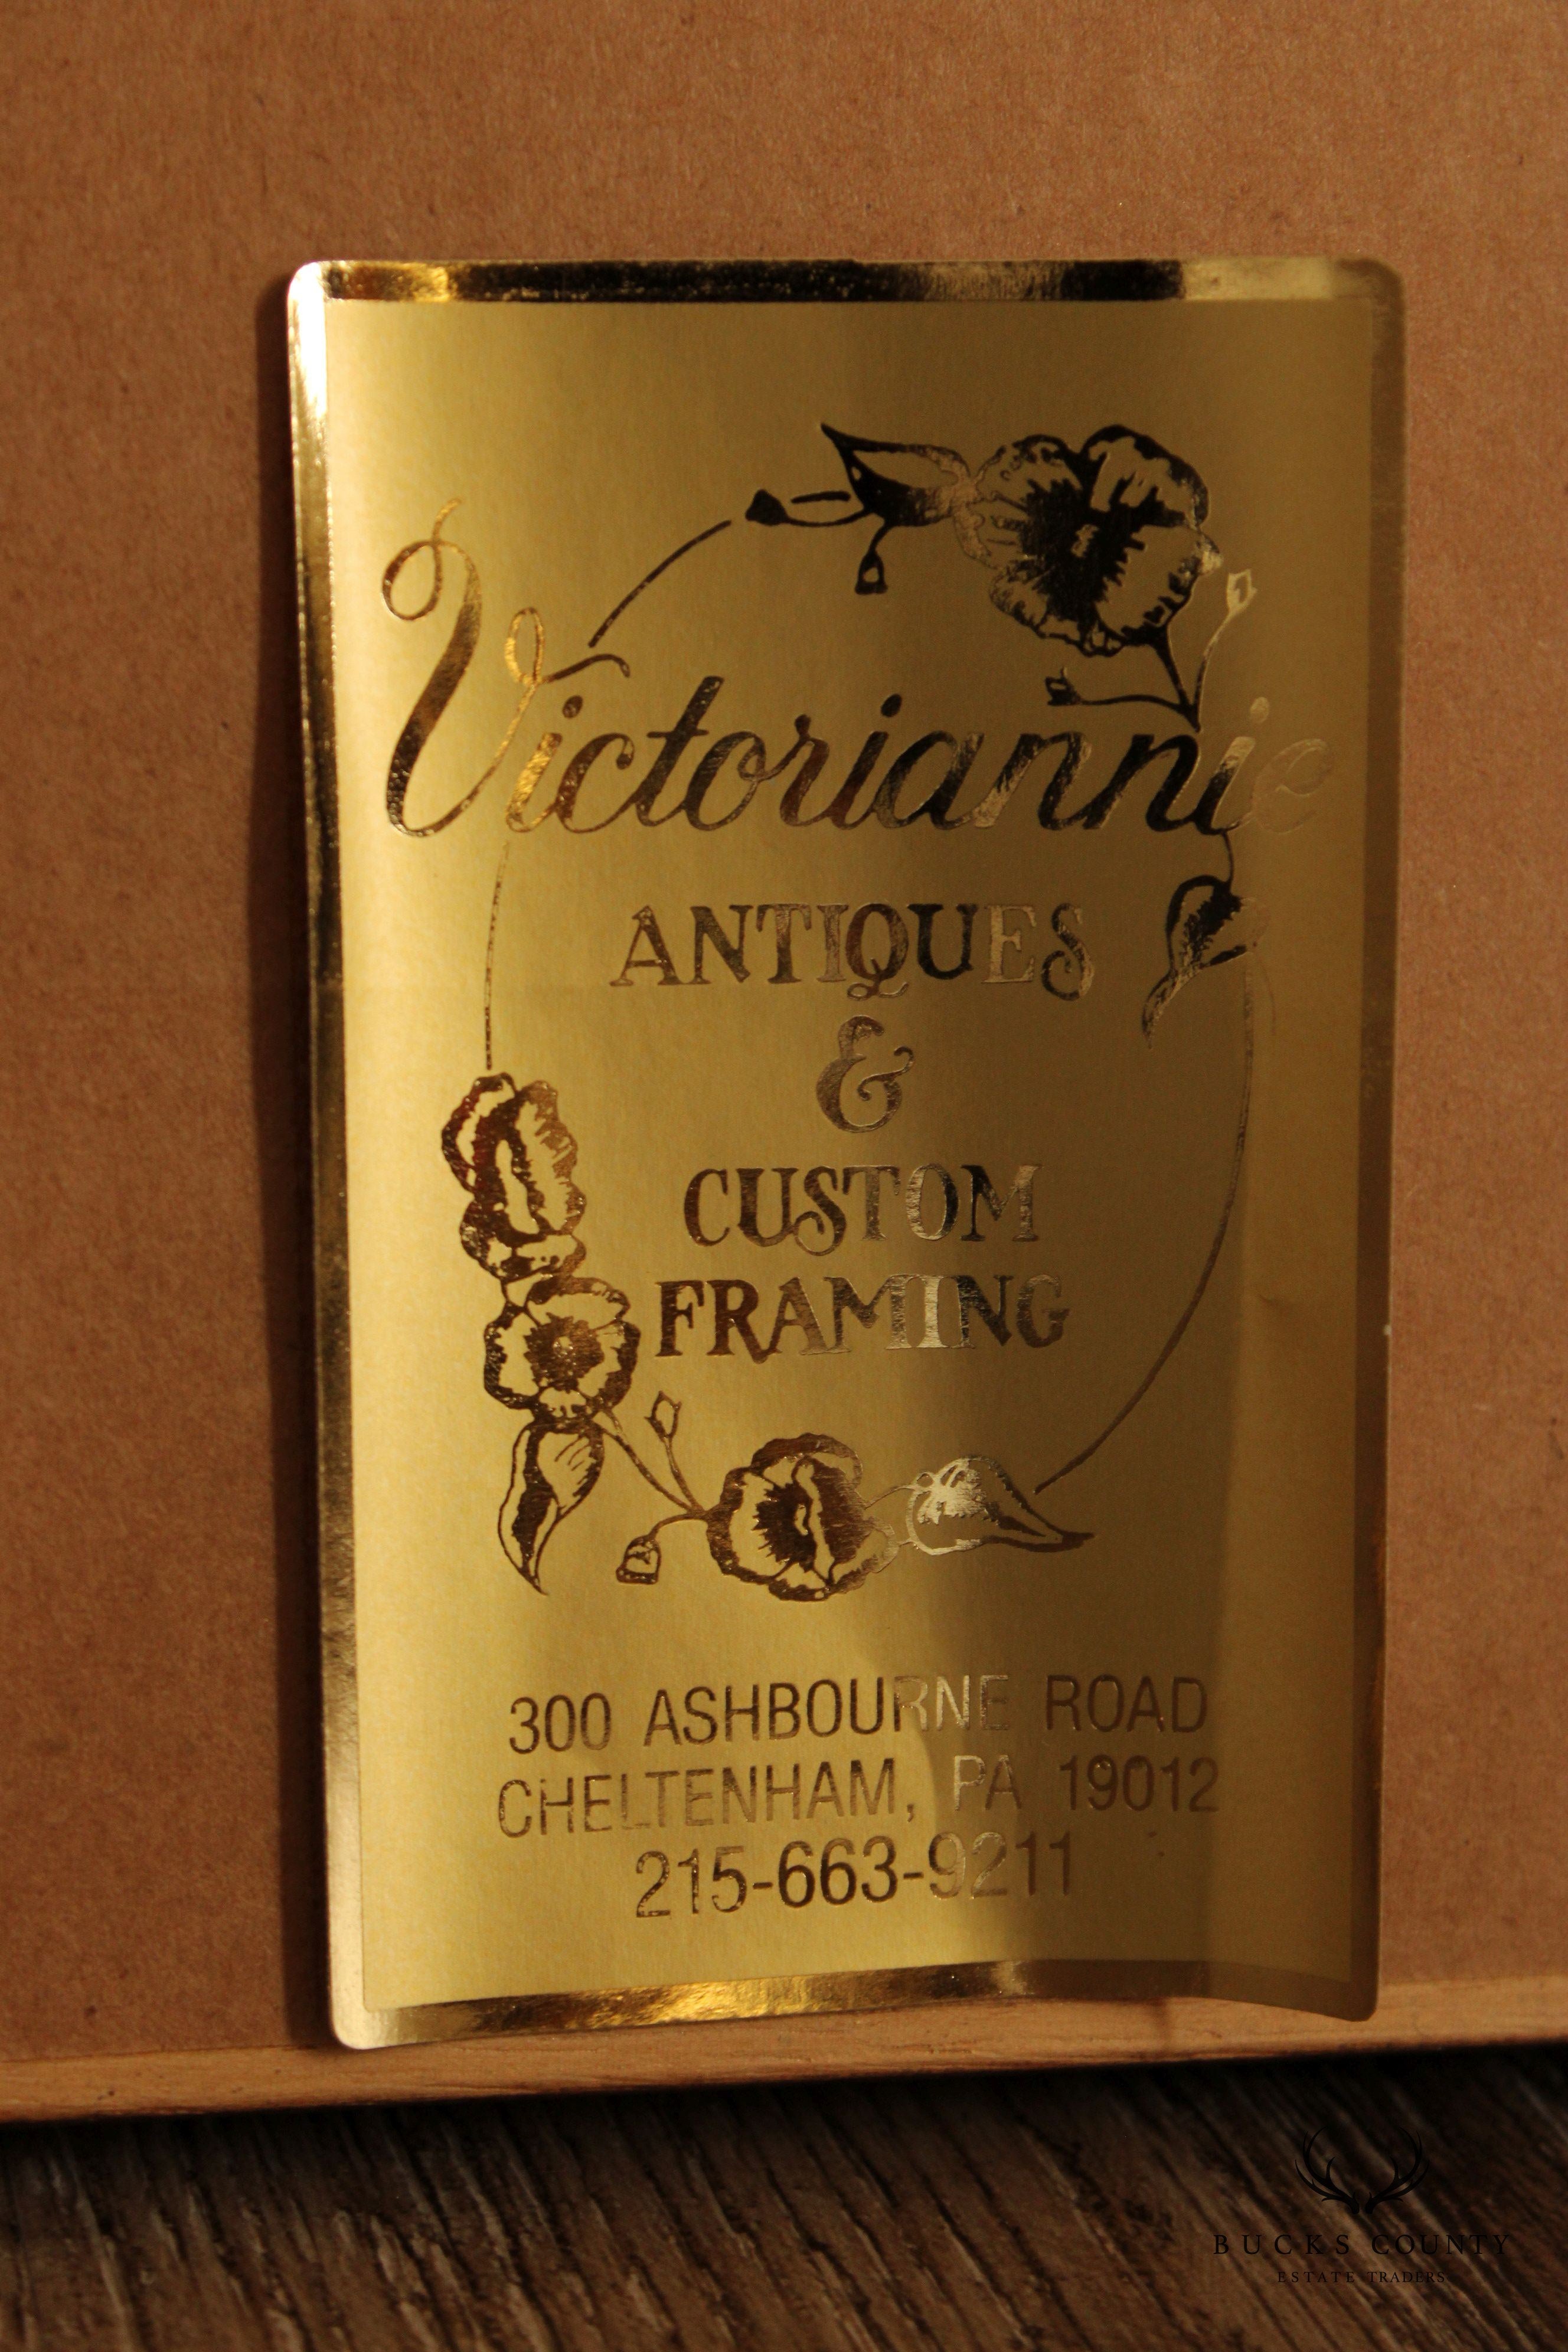 Victoriannie
ANTIQUES
&
CUSTOM
FRAMING
300 ASHBOURNE ROAD
CHELTENHAM, PA 19012
215-663-9211
BUCKS COUNTY
ESTATE TRADERS